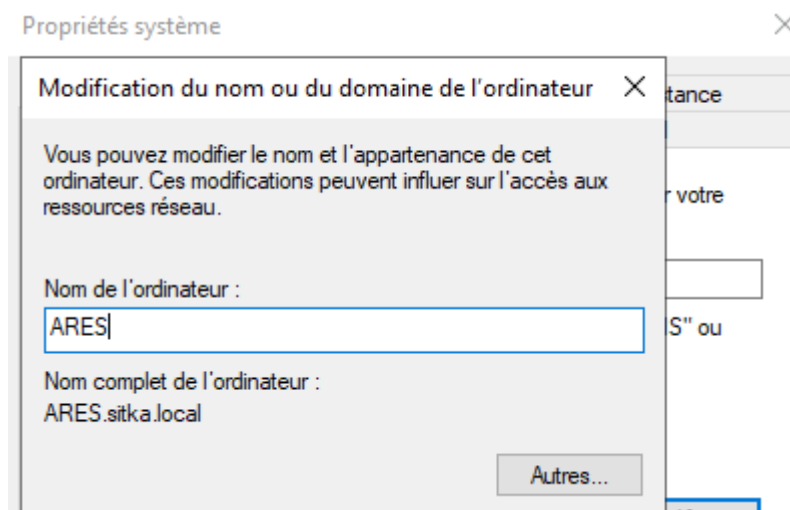 Propriétés système
Modification du nom ou du domaine de l'ordinateur
tance
Vous pouvez modifier le nom et l'appartenance de cet
ordinateur. Ces modifications peuvent influer sur l'accès aux
ressources réseau.
r votre
Nom de l'ordinateur :
ARES
S" ou
Nom complet de l'ordinateur :
ARES.sitka.local
Autres...